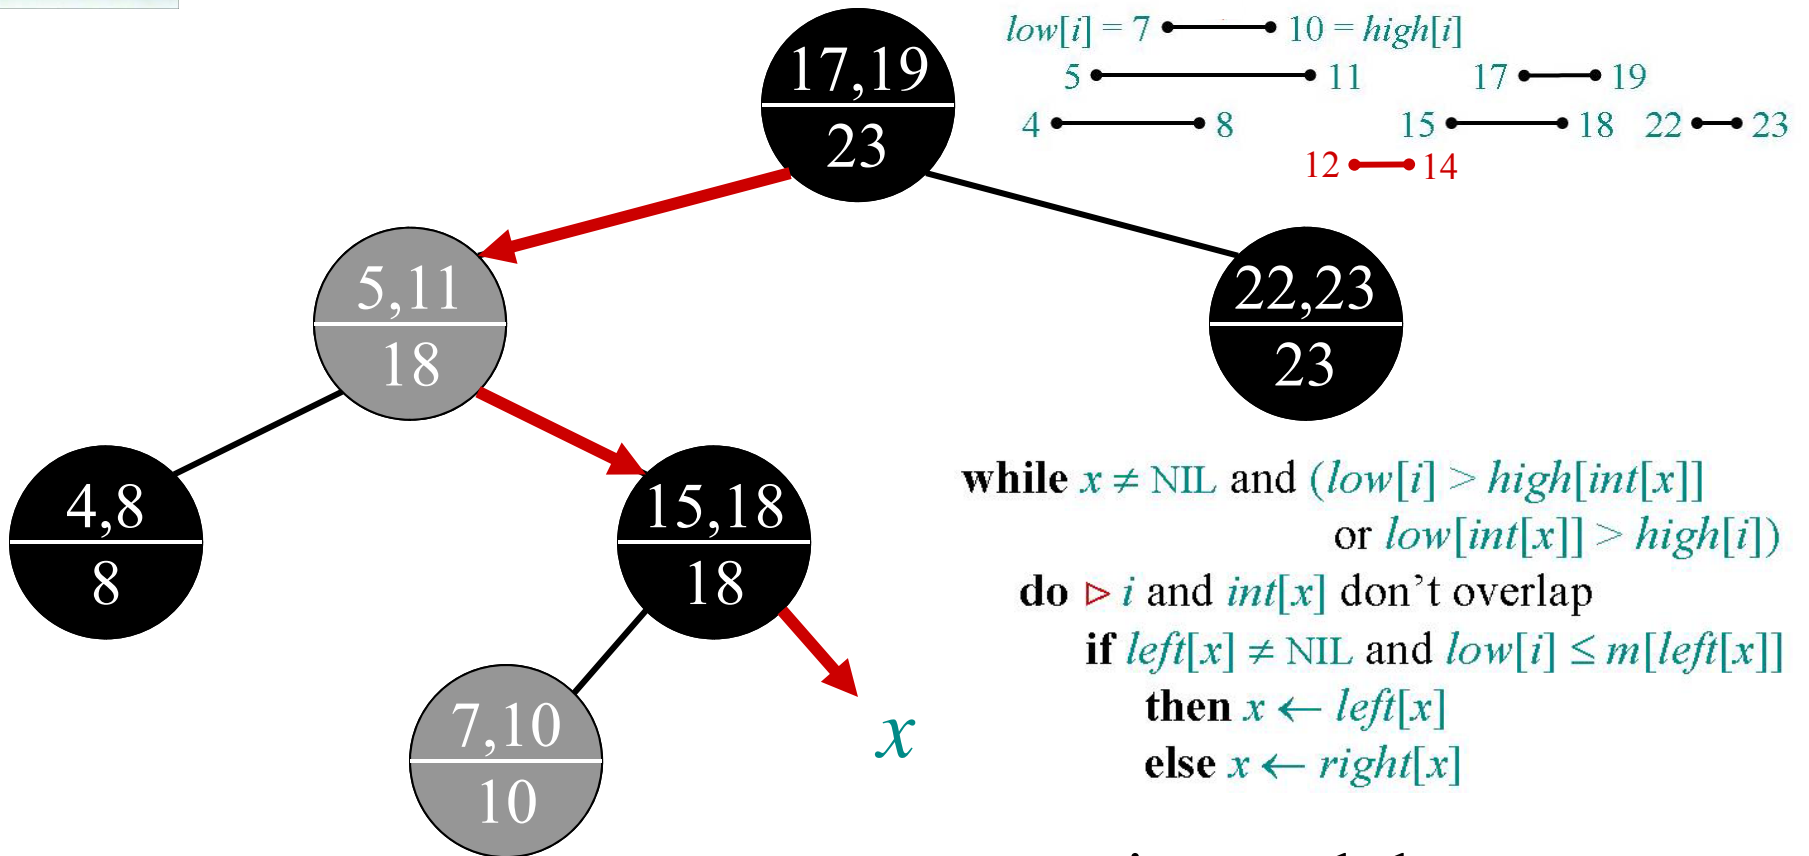 low[i] = 7 10 = high[i]
5 11 17 19
4 8 15 18 22 23
12 14
17,19
23
5,11
18
22,23
23
4,8
8
15,18
18
7,10
10
x
while x ≠ NIL and (low[i] > high[int[x]]
or low[int[x]] > high[i])
do ▷ i and int[x] don’t overlap
if left[x] ≠ NIL and low[i] ≤ m[left[x]]
then x ← left[x]
else x ← right[x]